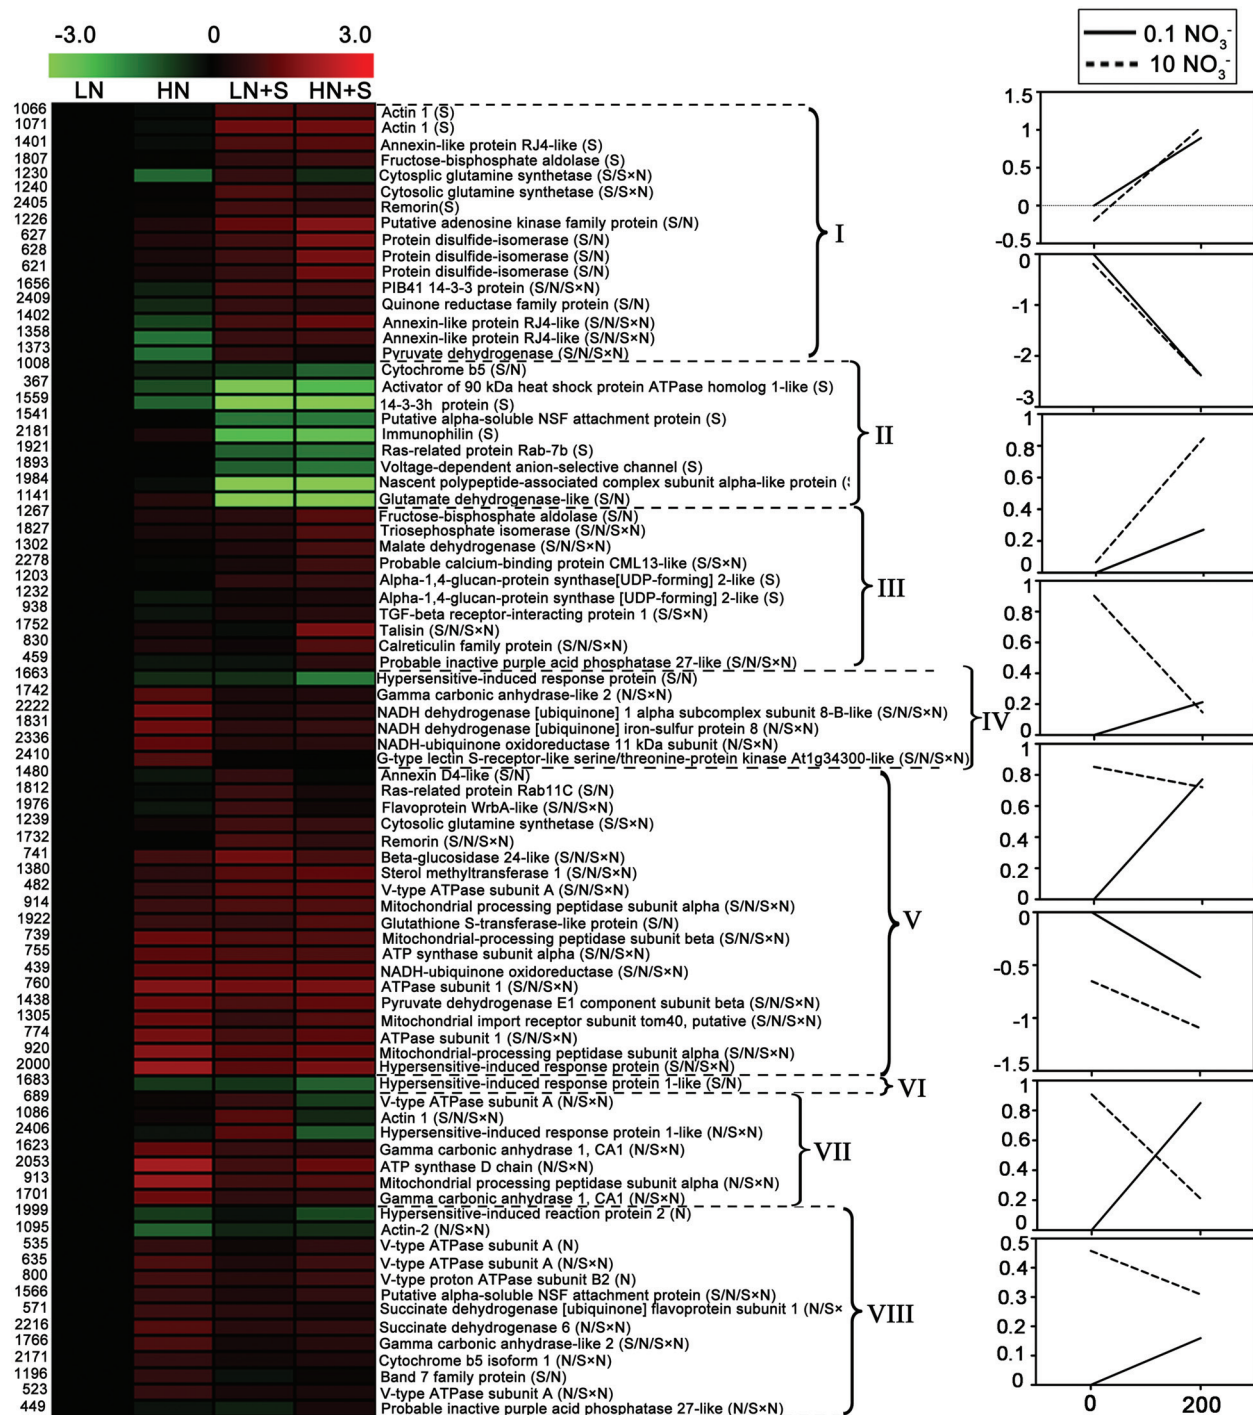 -3.0 0 3.0
LN HN LN+S HN+S
0.1 NO3-
10 NO3-
1066 Actin 1 (S)
1071 Actin 1 (S)
1401 Annexin-like protein RJ4-like (S)
1807 Fructose-bisphosphate aldolase (S)
1230 Cytosplic glutamine synthetase (S/S×N)
1240 Cytosolic glutamine synthetase (S/S×N)
2405 Remorin(S)
1226 Putative adenosine kinase family protein (S/N)
627 Protein disulfide-isomerase (S/N)
628 Protein disulfide-isomerase (S/N)
621 Protein disulfide-isomerase (S/N)
1656 PIB41 14-3-3 protein (S/N/S×N)
2409 Quinone reductase family protein (S/N)
1402 Annexin-like protein RJ4-like (S/N/S×N)
1358 Annexin-like protein RJ4-like (S/N/S×N)
1373 Pyruvate dehydrogenase (S/N/S×N)
I
1008 Cytochrome b5 (S/N)
367 Activator of 90 kDa heat shock protein ATPase homolog 1-like (S)
1559 14-3-3h protein (S)
1541 Putative alpha-soluble NSF attachment protein (S)
2181 Immunophilin (S)
1921 Ras-related protein Rab-7b (S)
1893 Voltage-dependent anion-selective channel (S)
1984 Nascent polypeptide-associated complex subunit alpha-like protein (
1141 Glutamate dehydrogenase-like (S/N)
II
1267 Fructose-bisphosphate aldolase (S/N)
1827 Triosephosphate isomerase (S/N/S×N)
1302 Malate dehydrogenase (S/N/S×N)
2278 Probable calcium-binding protein CML13-like (S/S×N)
1203 Alpha-1,4-glucan-protein synthase[UDP-forming] 2-like (S)
1232 Alpha-1,4-glucan-protein synthase [UDP-forming] 2-like (S)
938 TGF-beta receptor-interacting protein 1 (S/S×N)
1752 Talisin (S/N/S×N)
830 Calreticulin family protein (S/N/S×N)
459 Probable inactive purple acid phosphatase 27-like (S/N/S×N)
III
1663 Hypersensitive-induced response protein (S/N)
1742 Gamma carbonic anhydrase-like 2 (N/S×N)
2222 NADH dehydrogenase [ubiquinone] 1 alpha subcomplex subunit 8-B-like (S/N/S×N)
1831 NADH dehydrogenase [ubiquinone] iron-sulfur protein 8 (N/S×N)
2336 NADH-ubiquinone oxidoreductase 11 kDa subunit (N/S×N)
2410 G-type lectin S-receptor-like serine/threonine-protein kinase At1g34300-like (S/N/S×N)
IV
1480 Annexin D4-like (S/N)
1812 Ras-related protein Rab11C (S/N)
1976 Flavoprotein WrbA-like (S/N/S×N)
1239 Cytosolic glutamine synthetase (S/S×N)
1732 Remorin (S/N/S×N)
741 Beta-glucosidase 24-like (S/N/S×N)
1380 Sterol methyltransferase 1 (S/N/S×N)
482 V-type ATPase subunit A (S/N/S×N)
914 Mitochondrial processing peptidase subunit alpha (S/N/S×N)
1922 Glutathione S-transferase-like protein (S/N)
739 Mitochondrial-processing peptidase subunit beta (S/N/S×N)
755 ATP synthase subunit alpha (S/N/S×N)
439 NADH-ubiquinone oxidoreductase (S/N/S×N)
760 ATPase subunit 1 (S/N/S×N)
1438 Pyruvate dehydrogenase E1 component subunit beta (S/N/S×N)
1305 Mitochondrial import receptor subunit tom40, putative (S/N/S×N)
774 ATPase subunit 1 (S/N/S×N)
920 Mitochondrial-processing peptidase subunit alpha (S/N/S×N)
2000 Hypersensitive-induced response protein (S/N/S×N)
V
1683 Hypersensitive-induced response protein 1-like (S/N)
VI
689 V-type ATPase subunit A (N/S×N)
1086 Actin 1 (S/N/S×N)
2406 Hypersensitive-induced response protein 1-like (N/S×N)
1623 Gamma carbonic anhydrase 1, CA1 (N/S×N)
2053 ATP synthase D chain (N/S×N)
913 Mitochondrial processing peptidase subunit alpha (N/S×N)
1701 Gamma carbonic anhydrase 1, CA1 (N/S×N)
VII
1999 Hypersensitive-induced reaction protein 2 (N)
1095 Actin-2 (N/S×N)
535 V-type ATPase subunit A (N)
635 V-type ATPase subunit A (N/S×N)
800 V-type proton ATPase subunit B2 (N)
1566 Putative alpha-soluble NSF attachment protein (S/N/S×N)
571 Succinate dehydrogenase [ubiquinone] flavoprotein subunit 1 (N/S×
2216 Succinate dehydrogenase 6 (N/S×N)
1766 Gamma carbonic anhydrase-like 2 (S/N/S×N)
2171 Cytochrome b5 isoform 1 (N/S×N)
1196 Band 7 family protein (S/N)
523 V-type ATPase subunit A (N/S×N)
449 Probable inactive purple acid phosphatase 27-like (N/S×N)
VIII
1.5
1
0.5
0
-0.5
0
-1
-2
-3
1
0.8
0.6
0.4
0.2
0
1
0.8
0.6
0.4
0.2
0
1
0.8
0.6
0.4
0.2
0
0
-0.5
-1
-1.5
1
0.8
0.6
0.4
0.2
0
0.5
0.4
0.3
0.2
0.1
0
0 200